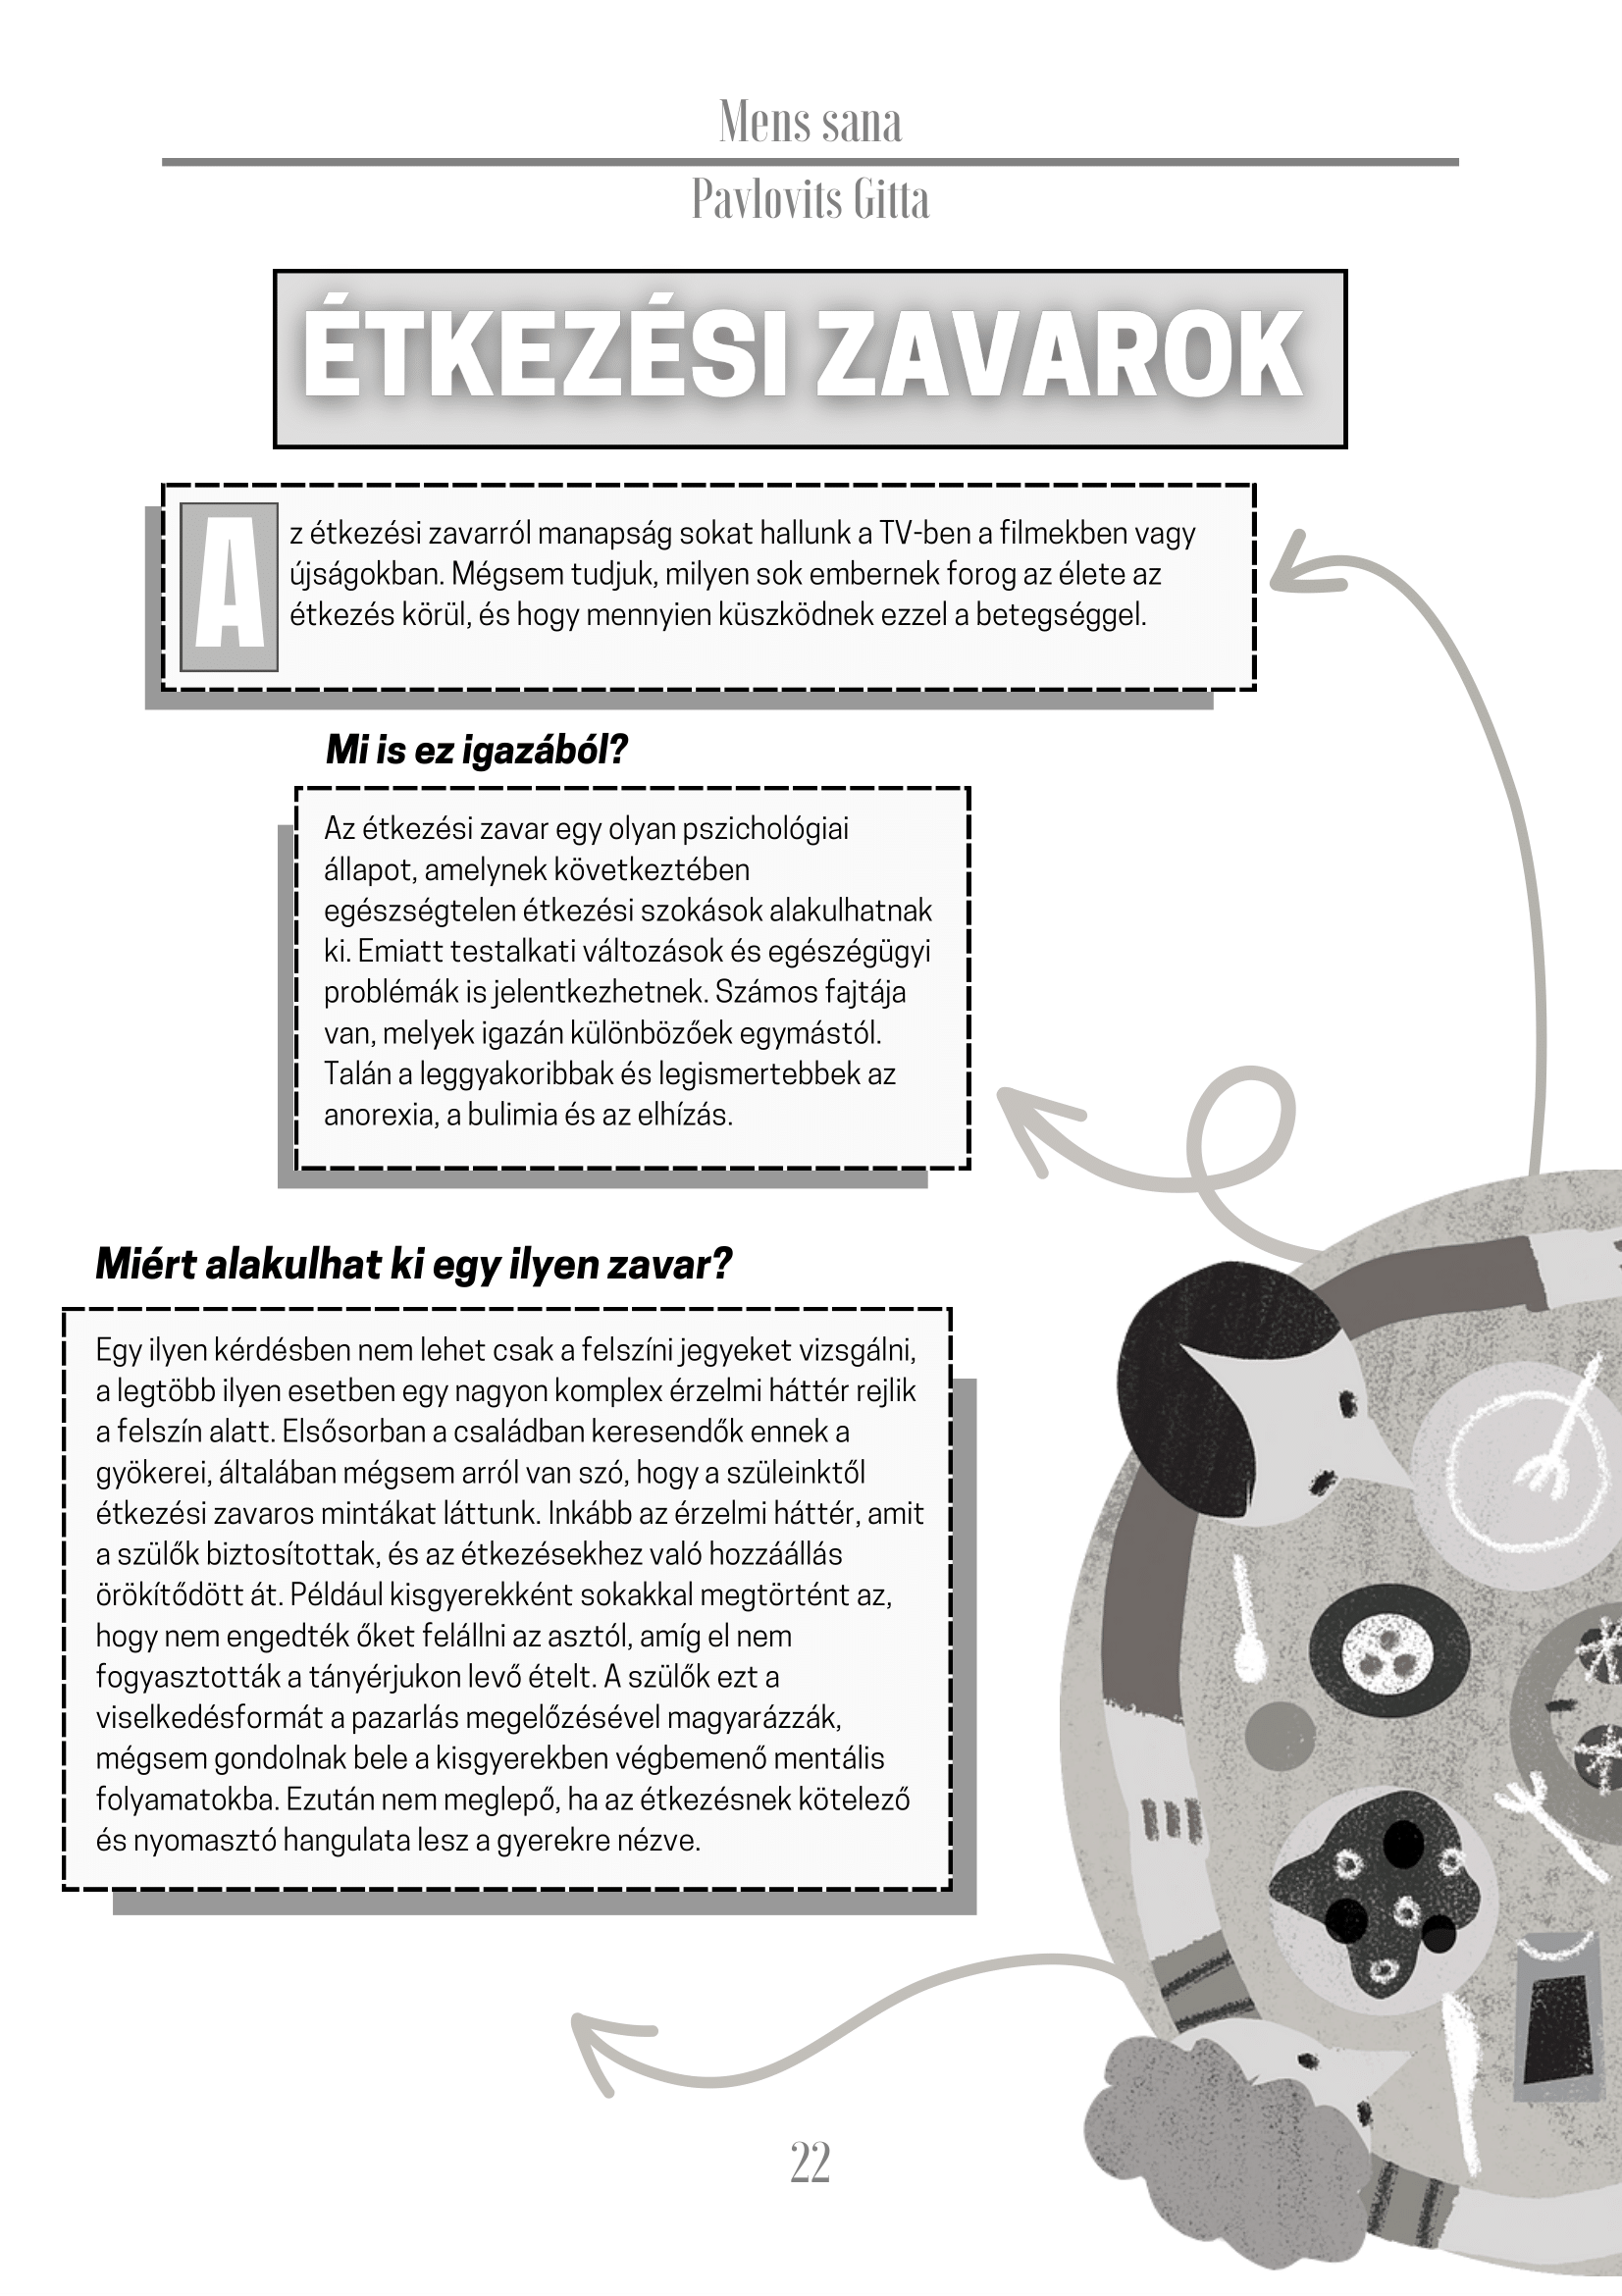 Mens sana
Pavlovits Gitta
ÉTKEZÉSI ZAVAROK
Az étkezési zavarról manapság sokat hallunk a TV-ben a filmekben vagy
újságokban. Mégsem tudjuk, milyen sok embernek forog az élete az
étkezés körül, és hogy mennyien küszködnek ezzel a betegséggel.
Mi is ez igazából?
Az étkezési zavar egy olyan pszichológiai
állapot, amelynek következtében
egészségtelen étkezési szokások alakulhatnak
ki. Emiatt testalkati változások és egészégügyi
problémák is jelentkezhetnek. Számos fajtája
van, melyek igazán különbözőek egymástól.
Talán a leggyakoribbak és legismertebbek az
anorexia, a bulimia és az elhízás.
Miért alakulhat ki egy ilyen zavar?
Egy ilyen kérdésben nem lehet csak a felszíni jegyeket vizsgálni,
a legtöbb ilyen esetben egy nagyon komplex érzelmi háttér rejlik
a felszín alatt. Elsősorban a családban keresendők ennek a
gyökerei, általában mégsem arról van szó, hogy a szüleinktől
étkezési zavaros mintákat láttunk. Inkább az érzelmi háttér, amit
a szülők biztosítottak, és az étkezésekhez való hozzáállás
örökítődött át. Például kisgyerekként sokakkal megtörtént az,
hogy nem engedték őket felállni az asztól, amíg el nem
fogyasztották a tányérjukon levő ételt. A szülők ezt a
viselkedésformát a pazarlás megelőzésével magyarázzák,
mégsem gondolnak bele a kisgyerekben végbemenő mentális
folyamatokba. Ezután nem meglepő, ha az étkezésnek kötelező
és nyomasztó hangulata lesz a gyerekre nézve.
22